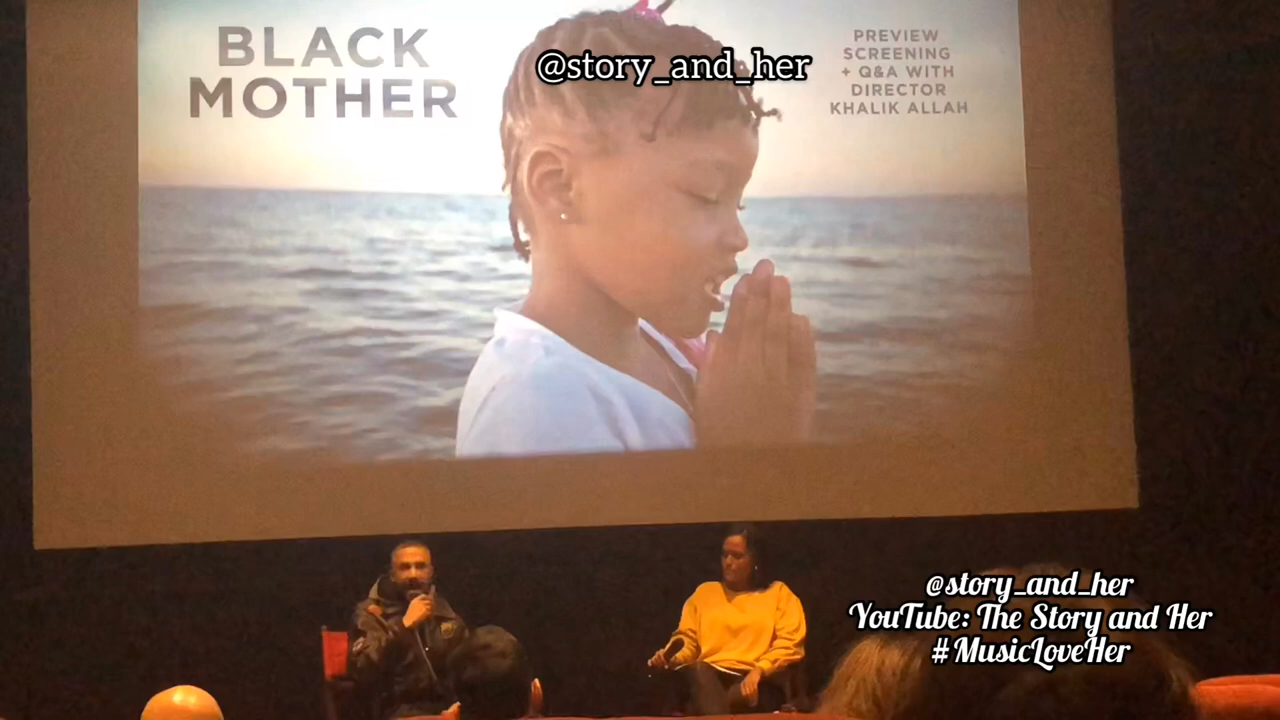 BLACK
MOTHER
@story_and_her
PREVIEW
SCREENING
+ Q&A WITH
DIRECTOR
KHALIK ALLAH
@story_and_her
YouTube: The Story and Her
#MusicLoveHer